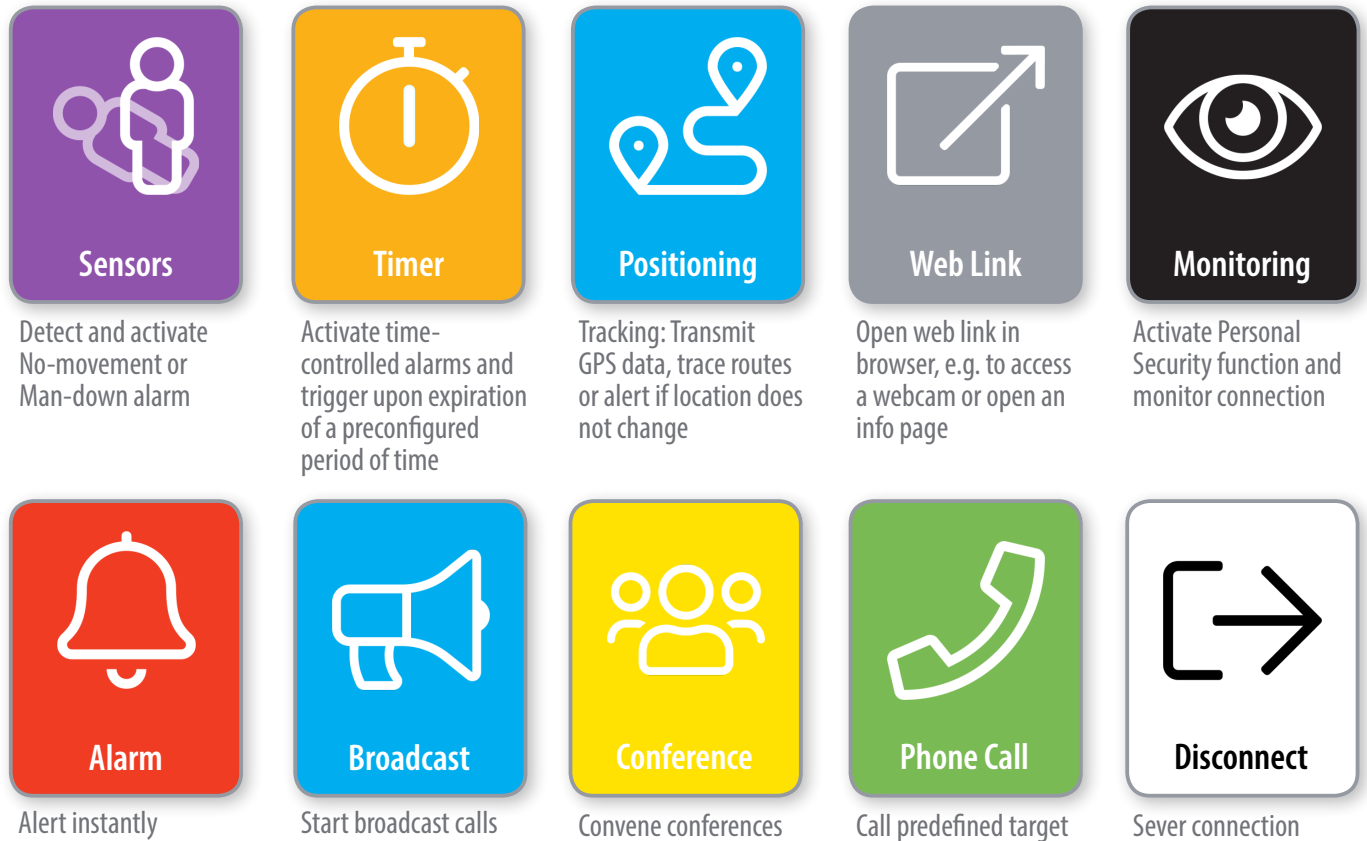 Sensors
Detect and activate
No-movement or
Man-down alarm
Timer
Activate time-
controlled alarms and
trigger upon expiration
of a preconfigured
period of time
Positioning
Tracking: Transmit
GPS data, trace routes
or alert if location does
not change
Web Link
Open web link in
browser, e.g. to access
a webcam or open an
info page
Monitoring
Activate Personal
Security function and
monitor connection
Alarm
Alert instantly
Broadcast
Start broadcast calls
Conference
Convene conferences
Phone Call
Call predefined target
Disconnect
Sever connection